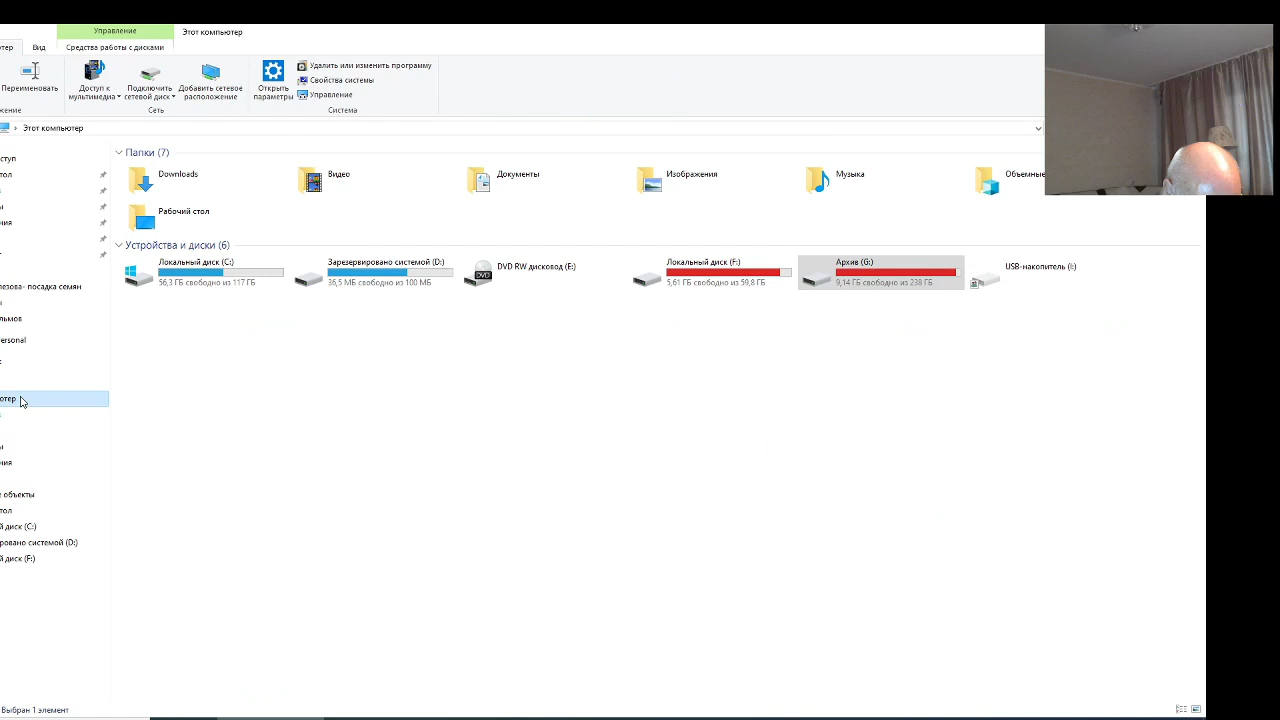 Управление
Этот компьютер
тер
Вид
Средства работы с дисками
Переименовать
Доступ к мультимедиа
Подключить сетевой диск
Добавить сетевое расположение
Открыть параметры
Удалить или изменить программу
Свойства системы
Управление
жение
Сеть
Система
Этот компьютер
Папки (7)
Downloads
Видео
Документы
Изображения
Музыка
Объемные
Рабочий стол
Устройства и диски (6)
Локальный диск (C:)
56,3 ГБ свободно из 117 ГБ
Зарезервировано системой (D:)
36,5 МБ свободно из 100 МБ
DVD RW дисковод (E:)
Локальный диск (F:)
5,61 ГБ свободно из 59,8 ГБ
Архив (G:)
9,14 ГБ свободно из 238 ГБ
USB-накопитель (I:)
ступ
тол
ы
ния
лезова- посадка семян
льмов
ersonal
ютер
ы
ния
е объекты
тол
й диск (C:)
ровано системой (D:)
й диск (F:)
Выбран 1 элемент